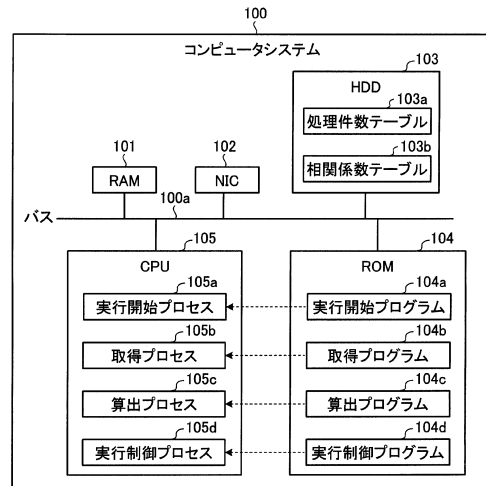 100
コンピュータシステム
103
HDD
103a
処理件数テーブル
103b
相関係数テーブル
101
RAM
102
NIC
100a
バス
105
CPU
105a
実行開始プロセス
105b
取得プロセス
105c
算出プロセス
105d
実行制御プロセス
104
ROM
104a
実行開始プログラム
104b
取得プログラム
104c
算出プログラム
104d
実行制御プログラム